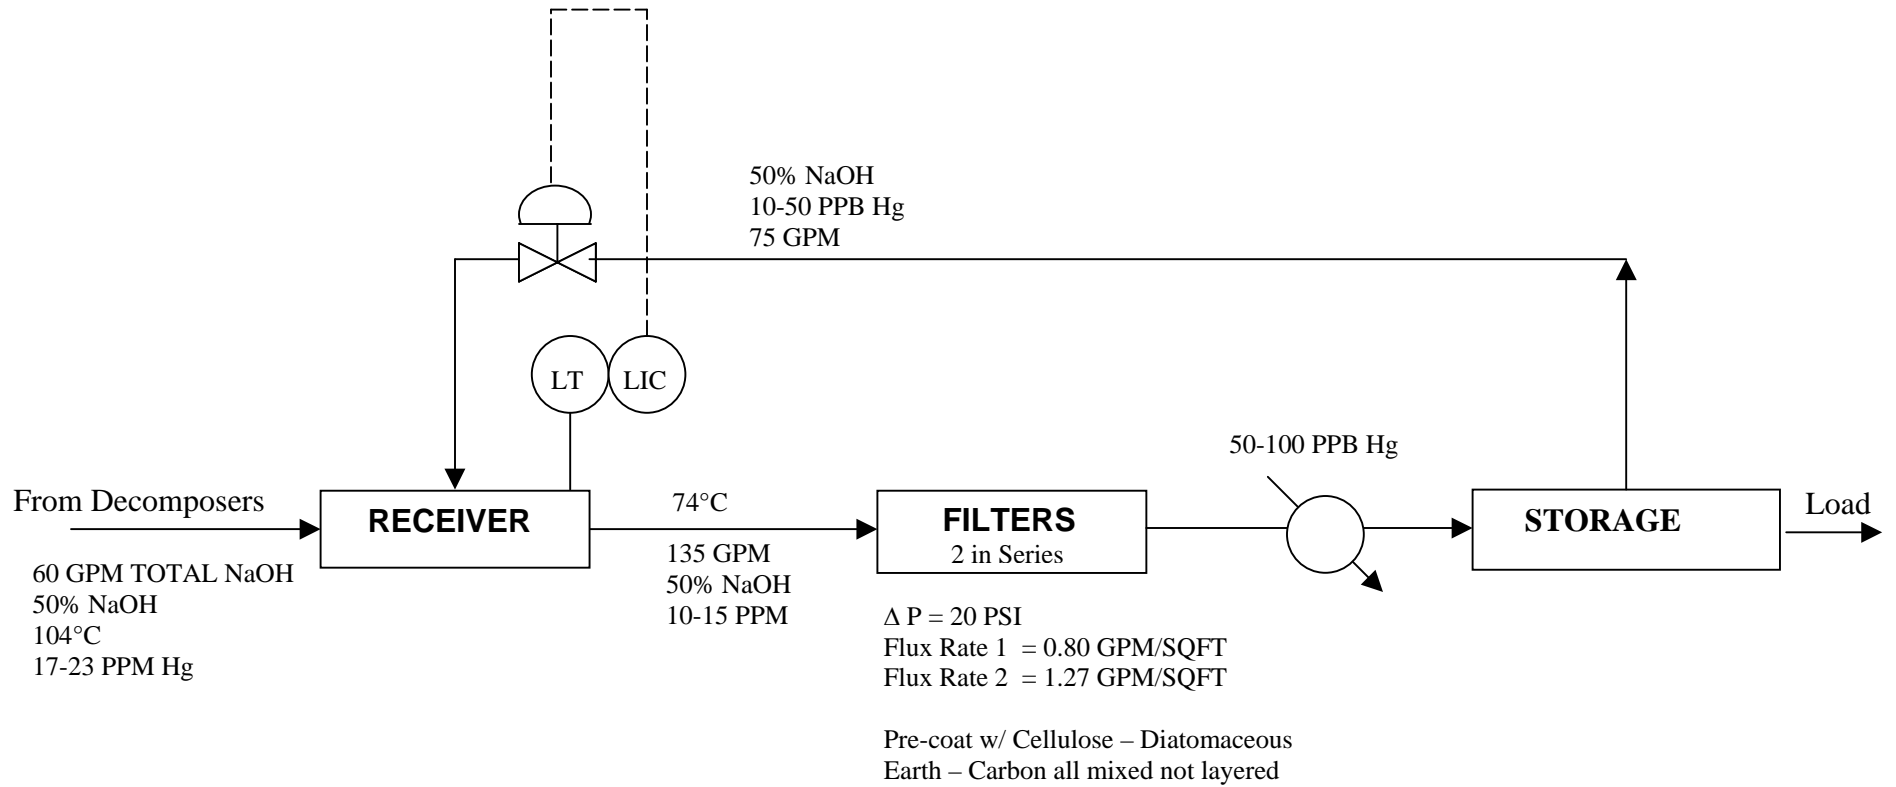 50% NaOH
10-50 PPB Hg
75 GPM
LT
LIC
50-100 PPB Hg
From Decomposers
RECEIVER
74°C
FILTERS
2 in Series
STORAGE
Load
60 GPM TOTAL NaOH
50% NaOH
104°C
17-23 PPM Hg
135 GPM
50% NaOH
10-15 PPM
Δ P = 20 PSI
Flux Rate 1 = 0.80 GPM/SQFT
Flux Rate 2 = 1.27 GPM/SQFT
Pre-coat w/ Cellulose – Diatomaceous
Earth – Carbon all mixed not layered